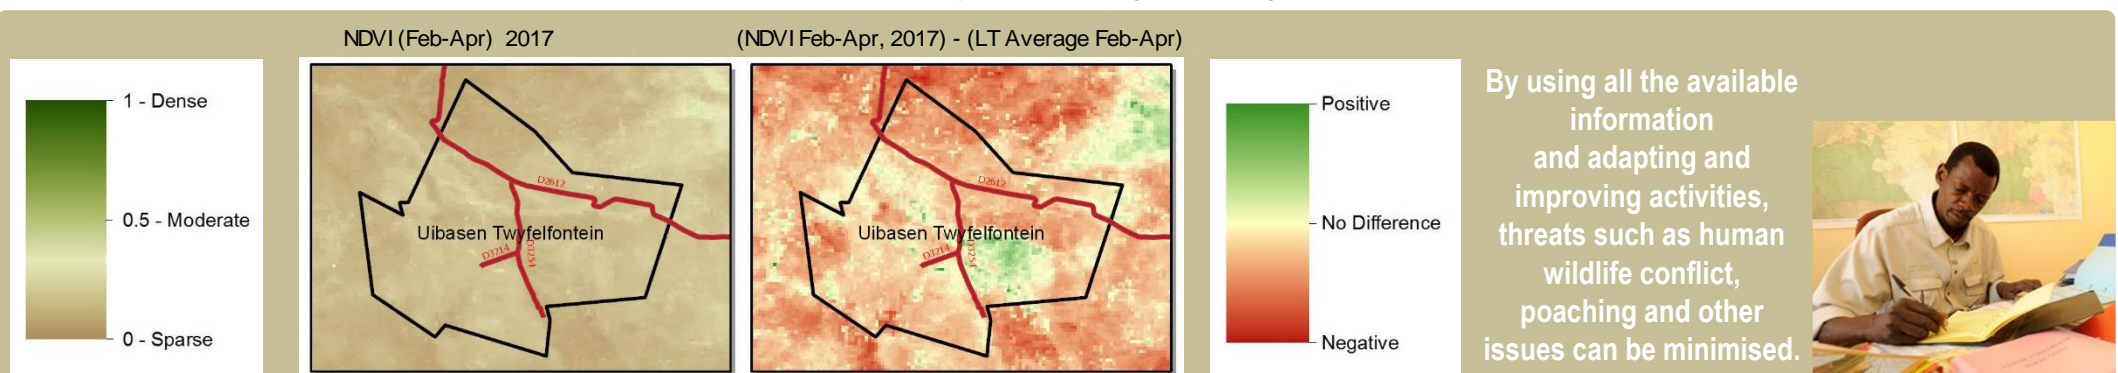 NDVI (Feb-Apr) 2017
(NDVI Feb-Apr, 2017) - (LT Average Feb-Apr)
1 - Dense
0.5 - Moderate
0 - Sparse
D2612
Uibasen Twyfelfontein
D3214
D3254
D2612
Uibasen Twyfelfontein
D3214
D3254
Positive
No Difference
Negative
By using all the available
information
and adapting and
improving activities,
threats such as human
wildlife conflict,
poaching and other
issues can be minimised.